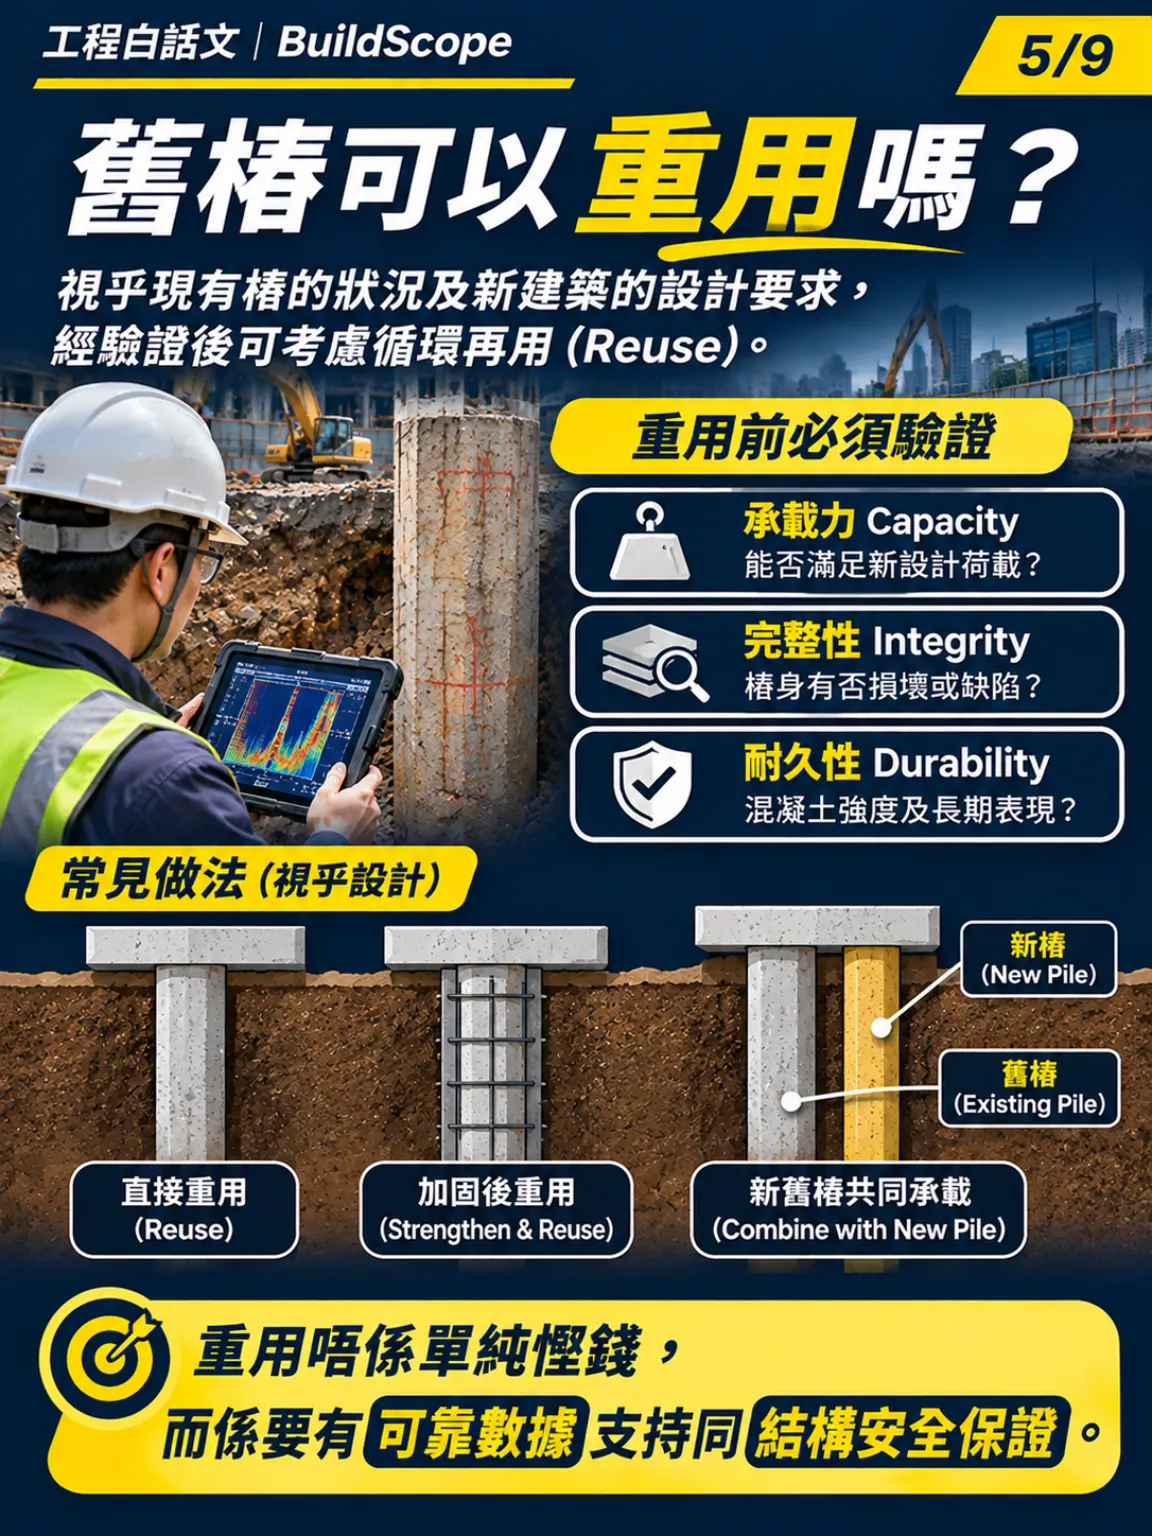 工程白話文｜BuildScope
5/9
舊樁可以重用嗎？
視乎現有樁的狀況及新建築的設計要求，
經驗證後可考慮循環再用 (Reuse)。
重用前必須驗證
承載力 Capacity
能否滿足新設計荷載？
完整性 Integrity
樁身有否損壞或缺陷？
耐久性 Durability
混凝土強度及長期表現？
常見做法 (視乎設計)
新樁
(New Pile)
舊樁
(Existing Pile)
直接重用
(Reuse)
加固後重用
(Strengthen & Reuse)
新舊樁共同承載
(Combine with New Pile)
重用唔係單純慳錢，
而係要有 可靠數據 支持同 結構安全保證。